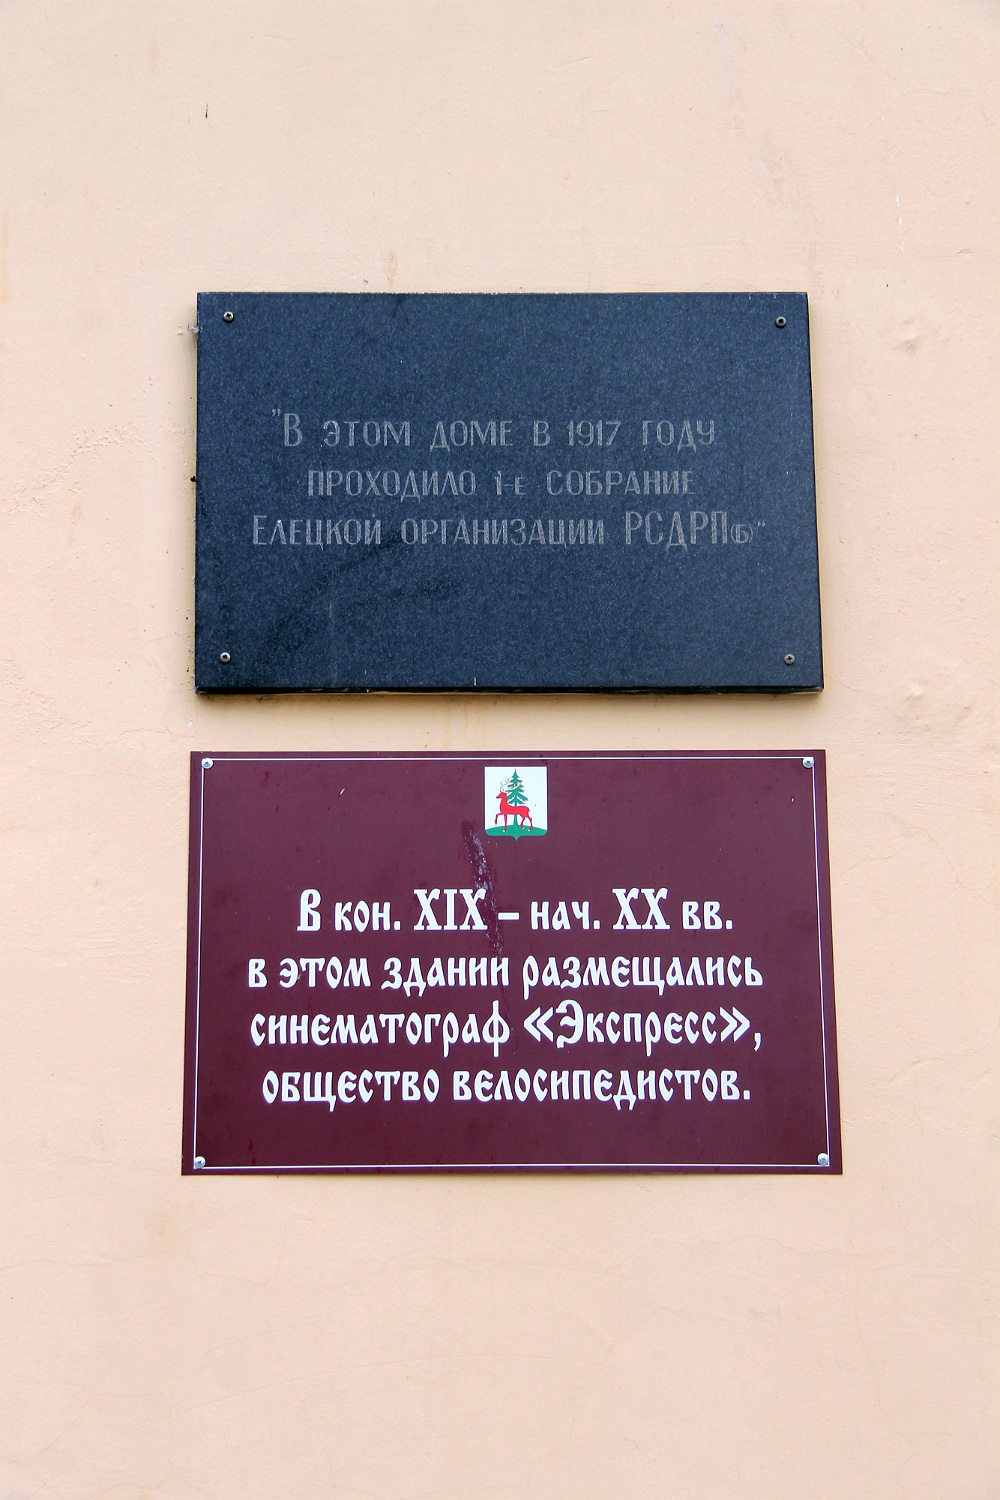 "В этом доме в 1917 году
проходило 1-е собрание
Елецкой организации РСДРП(б)"
В кон. XIX – нач. XX вв.
в этом здании размещались
синематограф «Экспресс»,
общество велосипедистов.